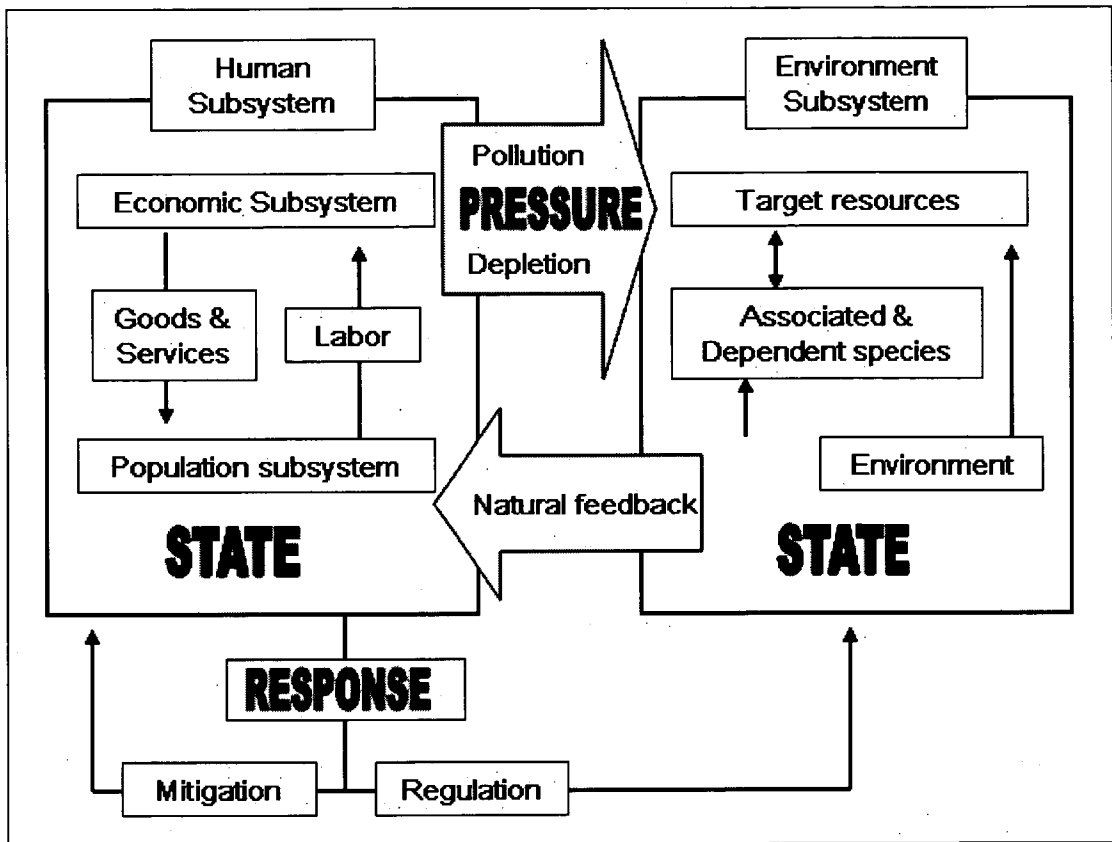 Human
Subsystem
Economic Subsystem
Goods &
Services
Labor
Population subsystem
STATE
Pollution
PRESSURE
Depletion
Natural feedback
Environment
Subsystem
Target resources
Associated &
Dependent species
Environment
STATE
RESPONSE
Mitigation
Regulation